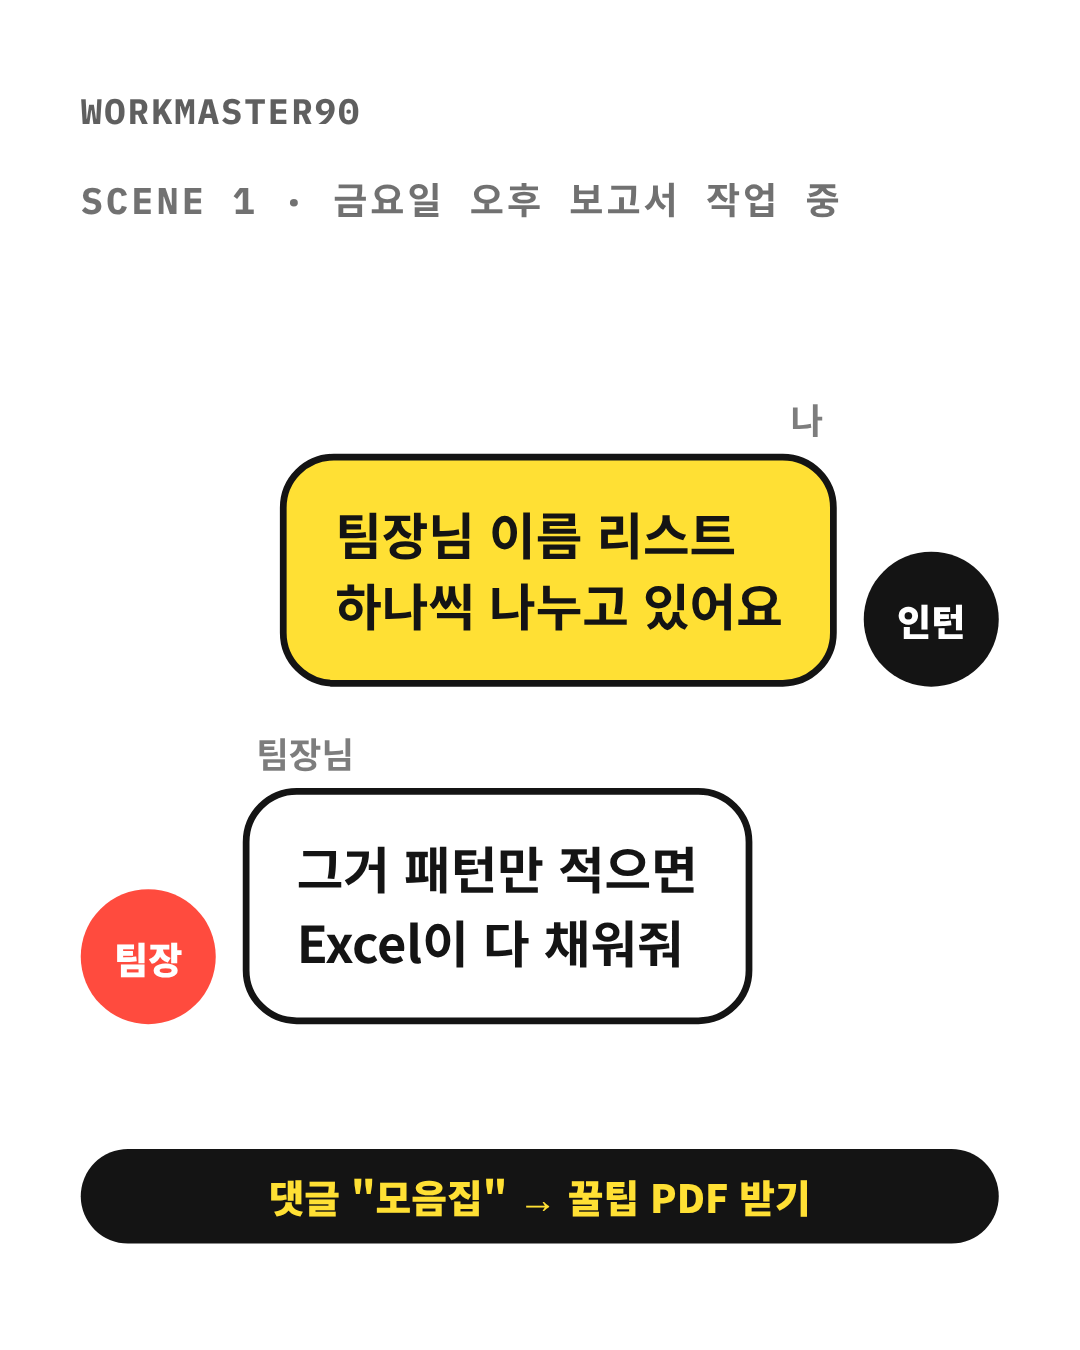 WORKMASTER90
SCENE 1 · 금요일 오후 보고서 작업 중
나
팀장님 이름 리스트
하나씩 나누고 있어요
인턴
팀장님
그거 패턴만 적으면
Excel이 다 채워줘
팀장
댓글 "모음집" → 꿀팁 PDF 받기